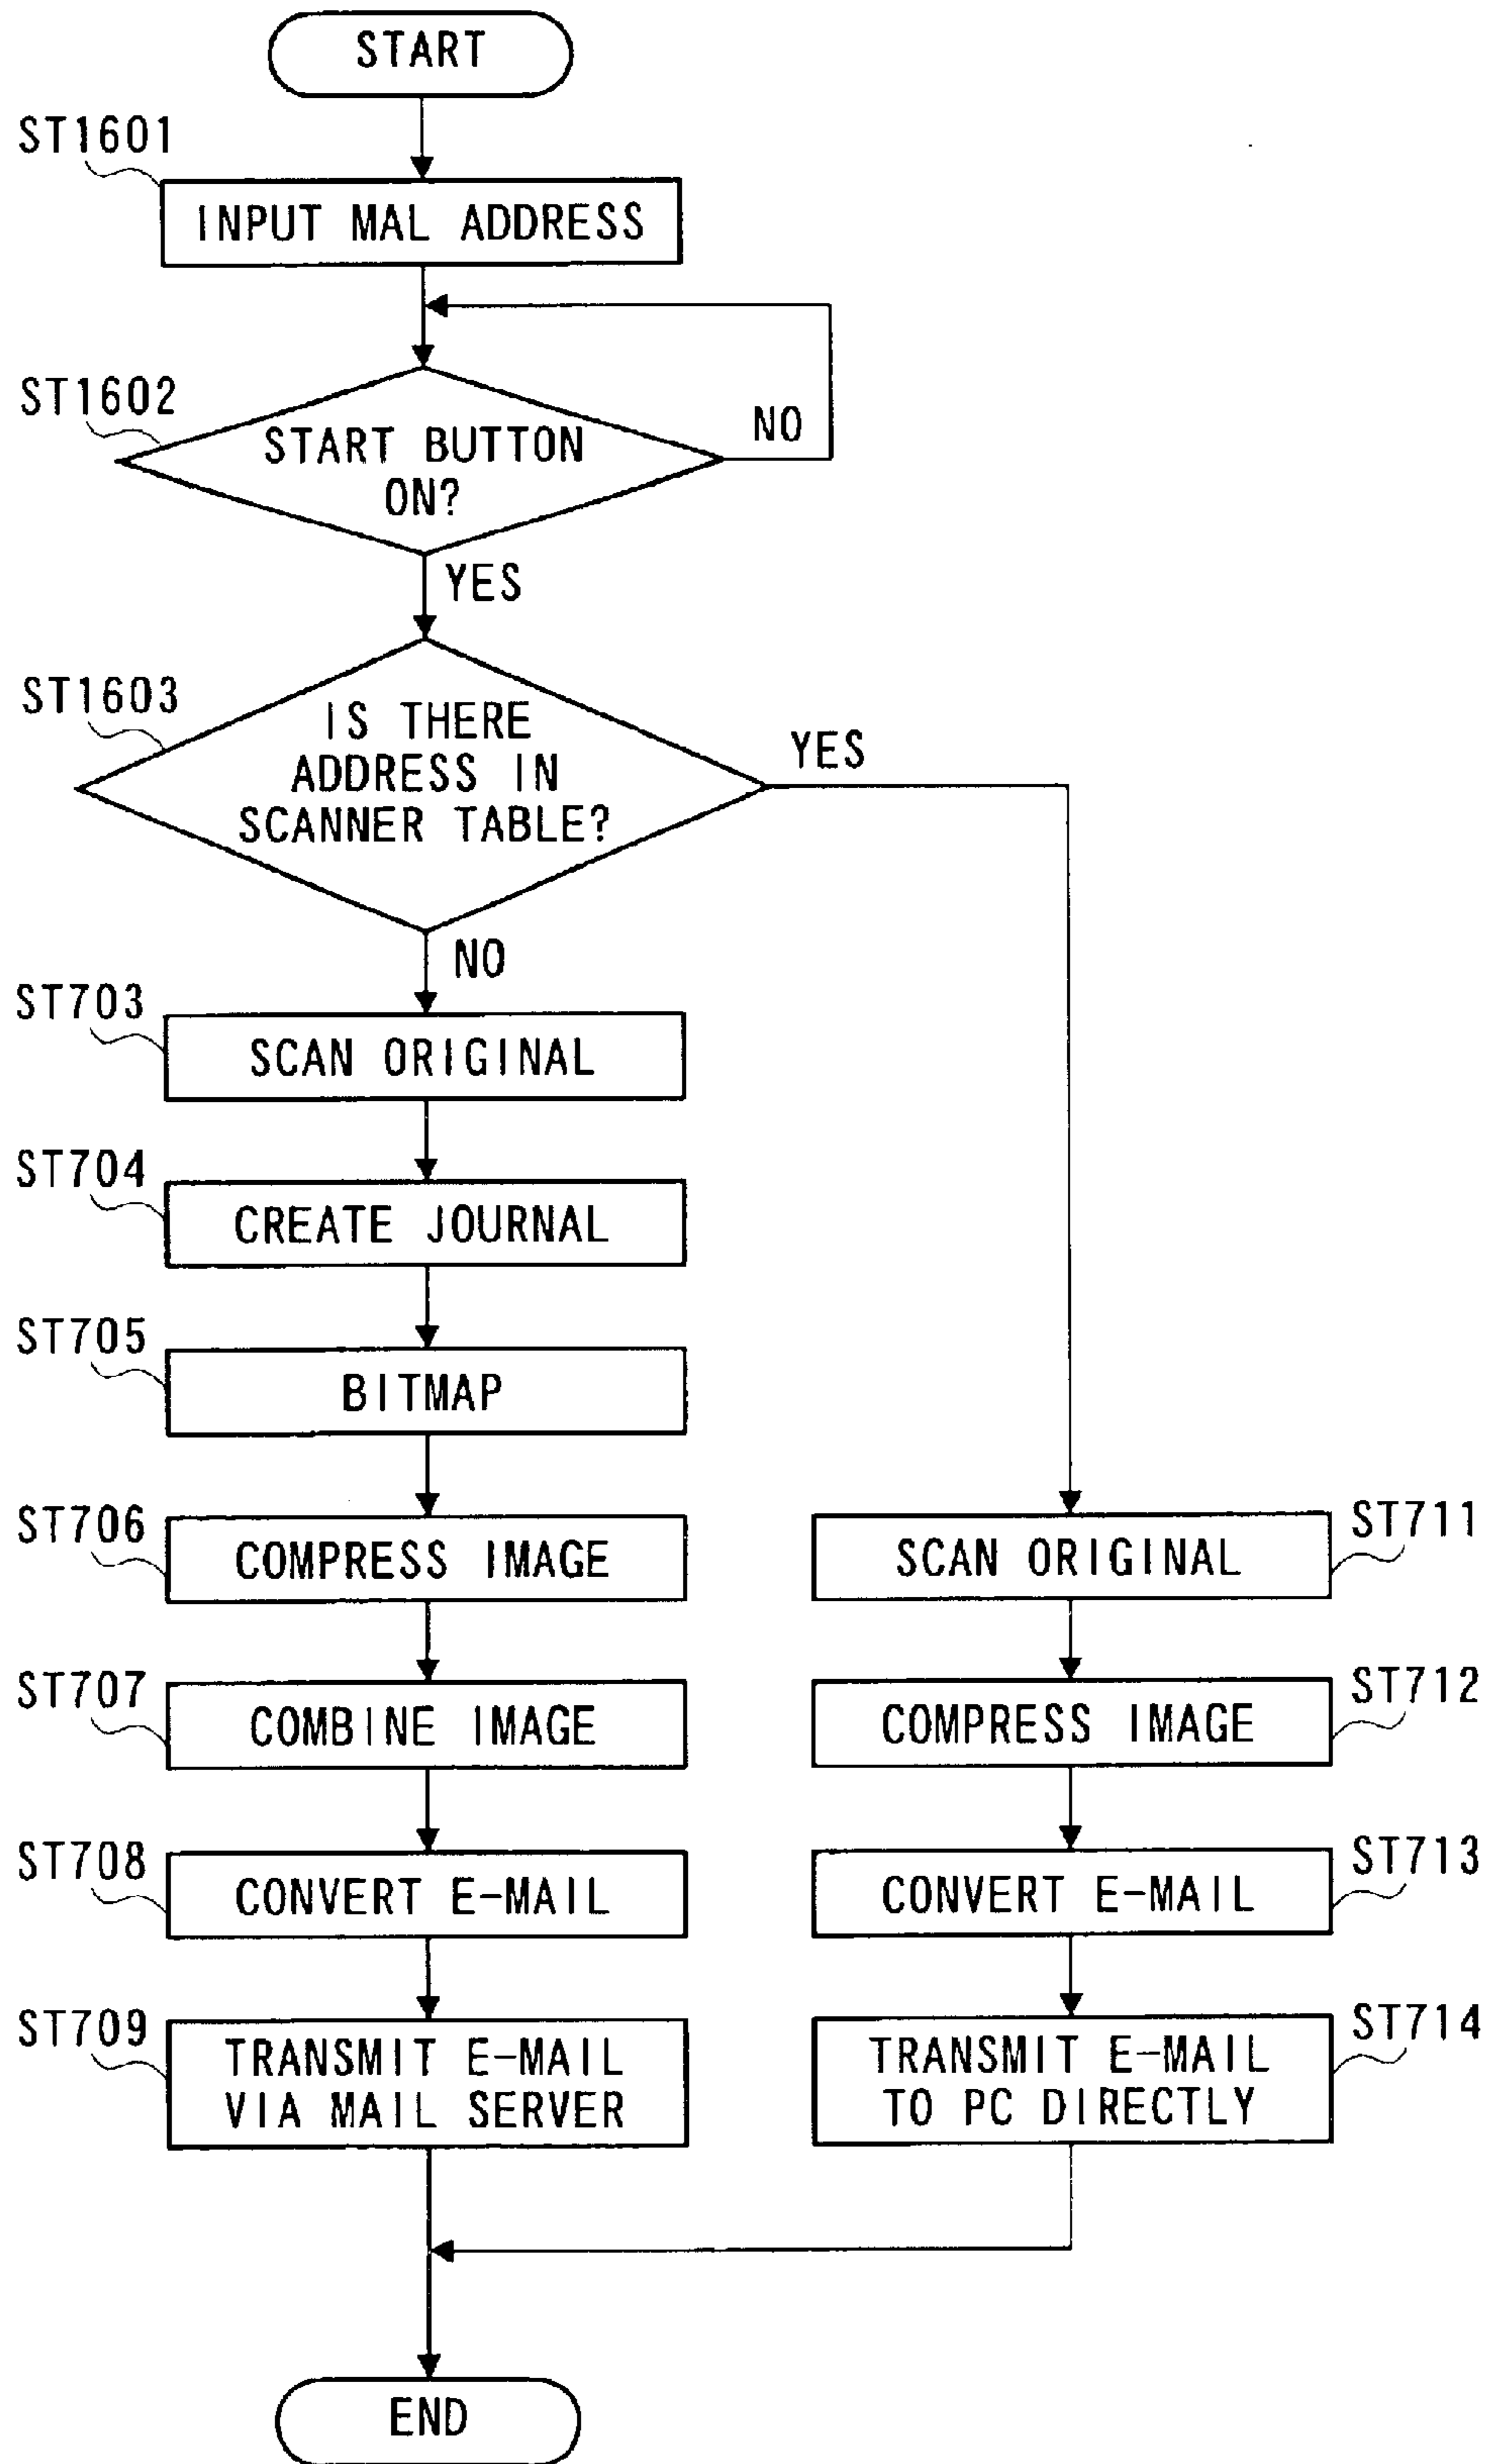 START
ST1601
INPUT MAL ADDRESS
ST1602
START BUTTON
ON?
NO
YES
ST1603
IS THERE
ADDRESS IN
SCANNER TABLE?
YES
NO
ST703
SCAN ORIGINAL
ST704
CREATE JOURNAL
ST705
BITMAP
ST706
COMPRESS IMAGE
ST707
COMBINE IMAGE
ST708
CONVERT E-MAIL
ST709
TRANSMIT E-MAIL
VIA MAIL SERVER
SCAN ORIGINAL
ST711
COMPRESS IMAGE
ST712
CONVERT E-MAIL
ST713
TRANSMIT E-MAIL
TO PC DIRECTLY
ST714
END